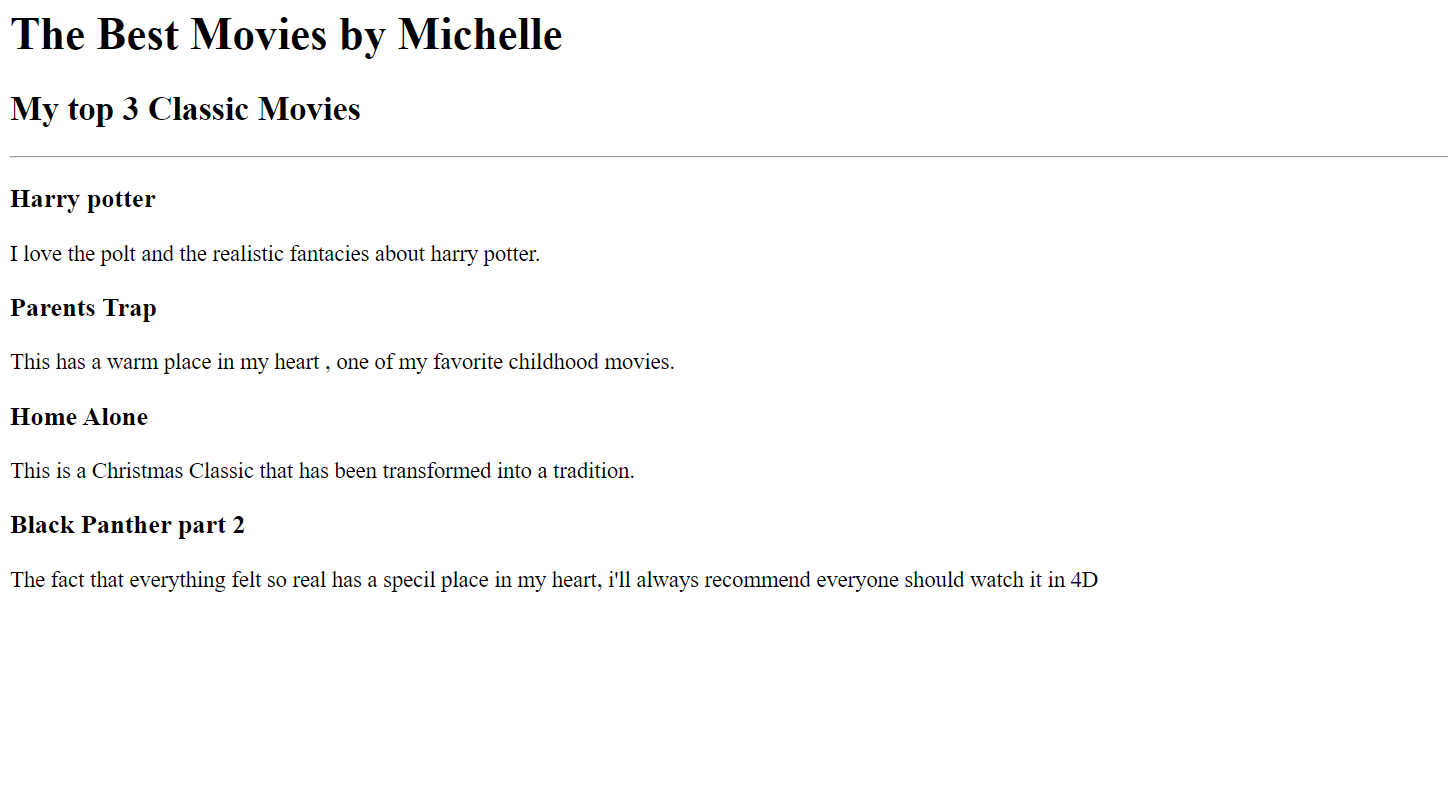 The Best Movies by Michelle
My top 3 Classic Movies
Harry potter
I love the polt and the realistic fantacies about harry potter.
Parents Trap
This has a warm place in my heart , one of my favorite childhood movies.
Home Alone
This is a Christmas Classic that has been transformed into a tradition.
Black Panther part 2
The fact that everything felt so real has a specil place in my heart, i'll always recommend everyone should watch it in 4D